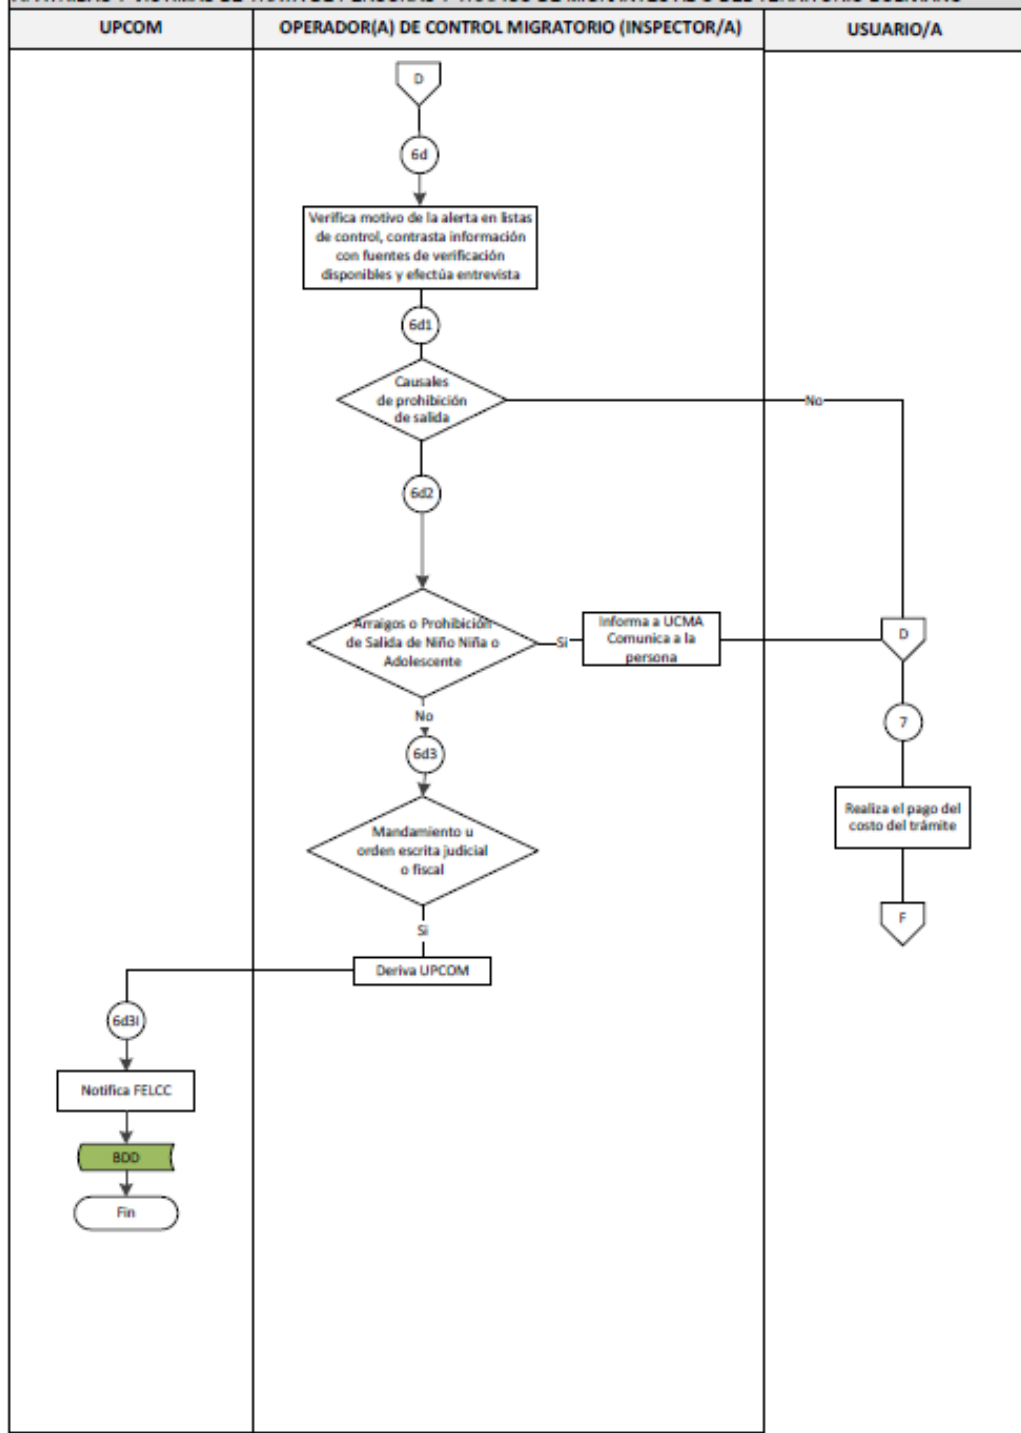 UPCOM
OPERADOR(A) DE CONTROL MIGRATORIO (INSPECTOR/A)
USUARIO/A
D
6d
Verifica motivo de la alerta en listas
de control, contrasta información
con fuentes de verificación
disponibles y efectúa entrevista
6d1
Causales
de prohibición
de salida
No
6d2
Arraigos o Prohibición
de Salida de Niño Niña o
Adolescente
Si
Informa a UCMA
Comunica a la
persona
D
No
7
6d3
Realiza el pago del
costo del trámite
Mandamiento u
orden escrita judicial
o fiscal
F
Si
Deriva UPCOM
6d3I
Notifica FELCC
BDD
Fin